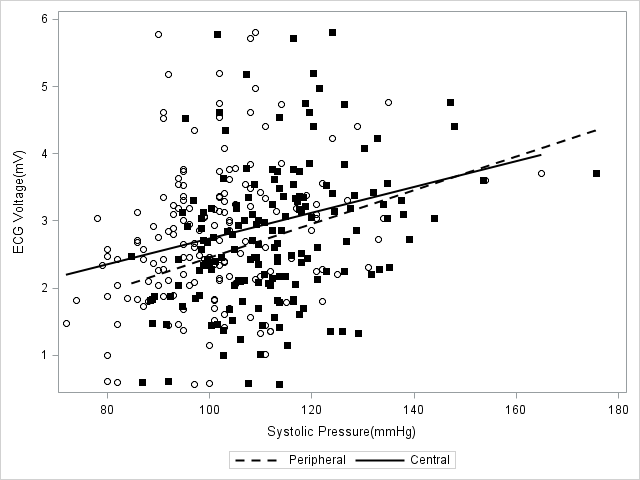 6
5
4
3
2
1
ECG Voltage(mV)
80 100 120 140 160 180
Systolic Pressure(mmHg)
Peripheral Central